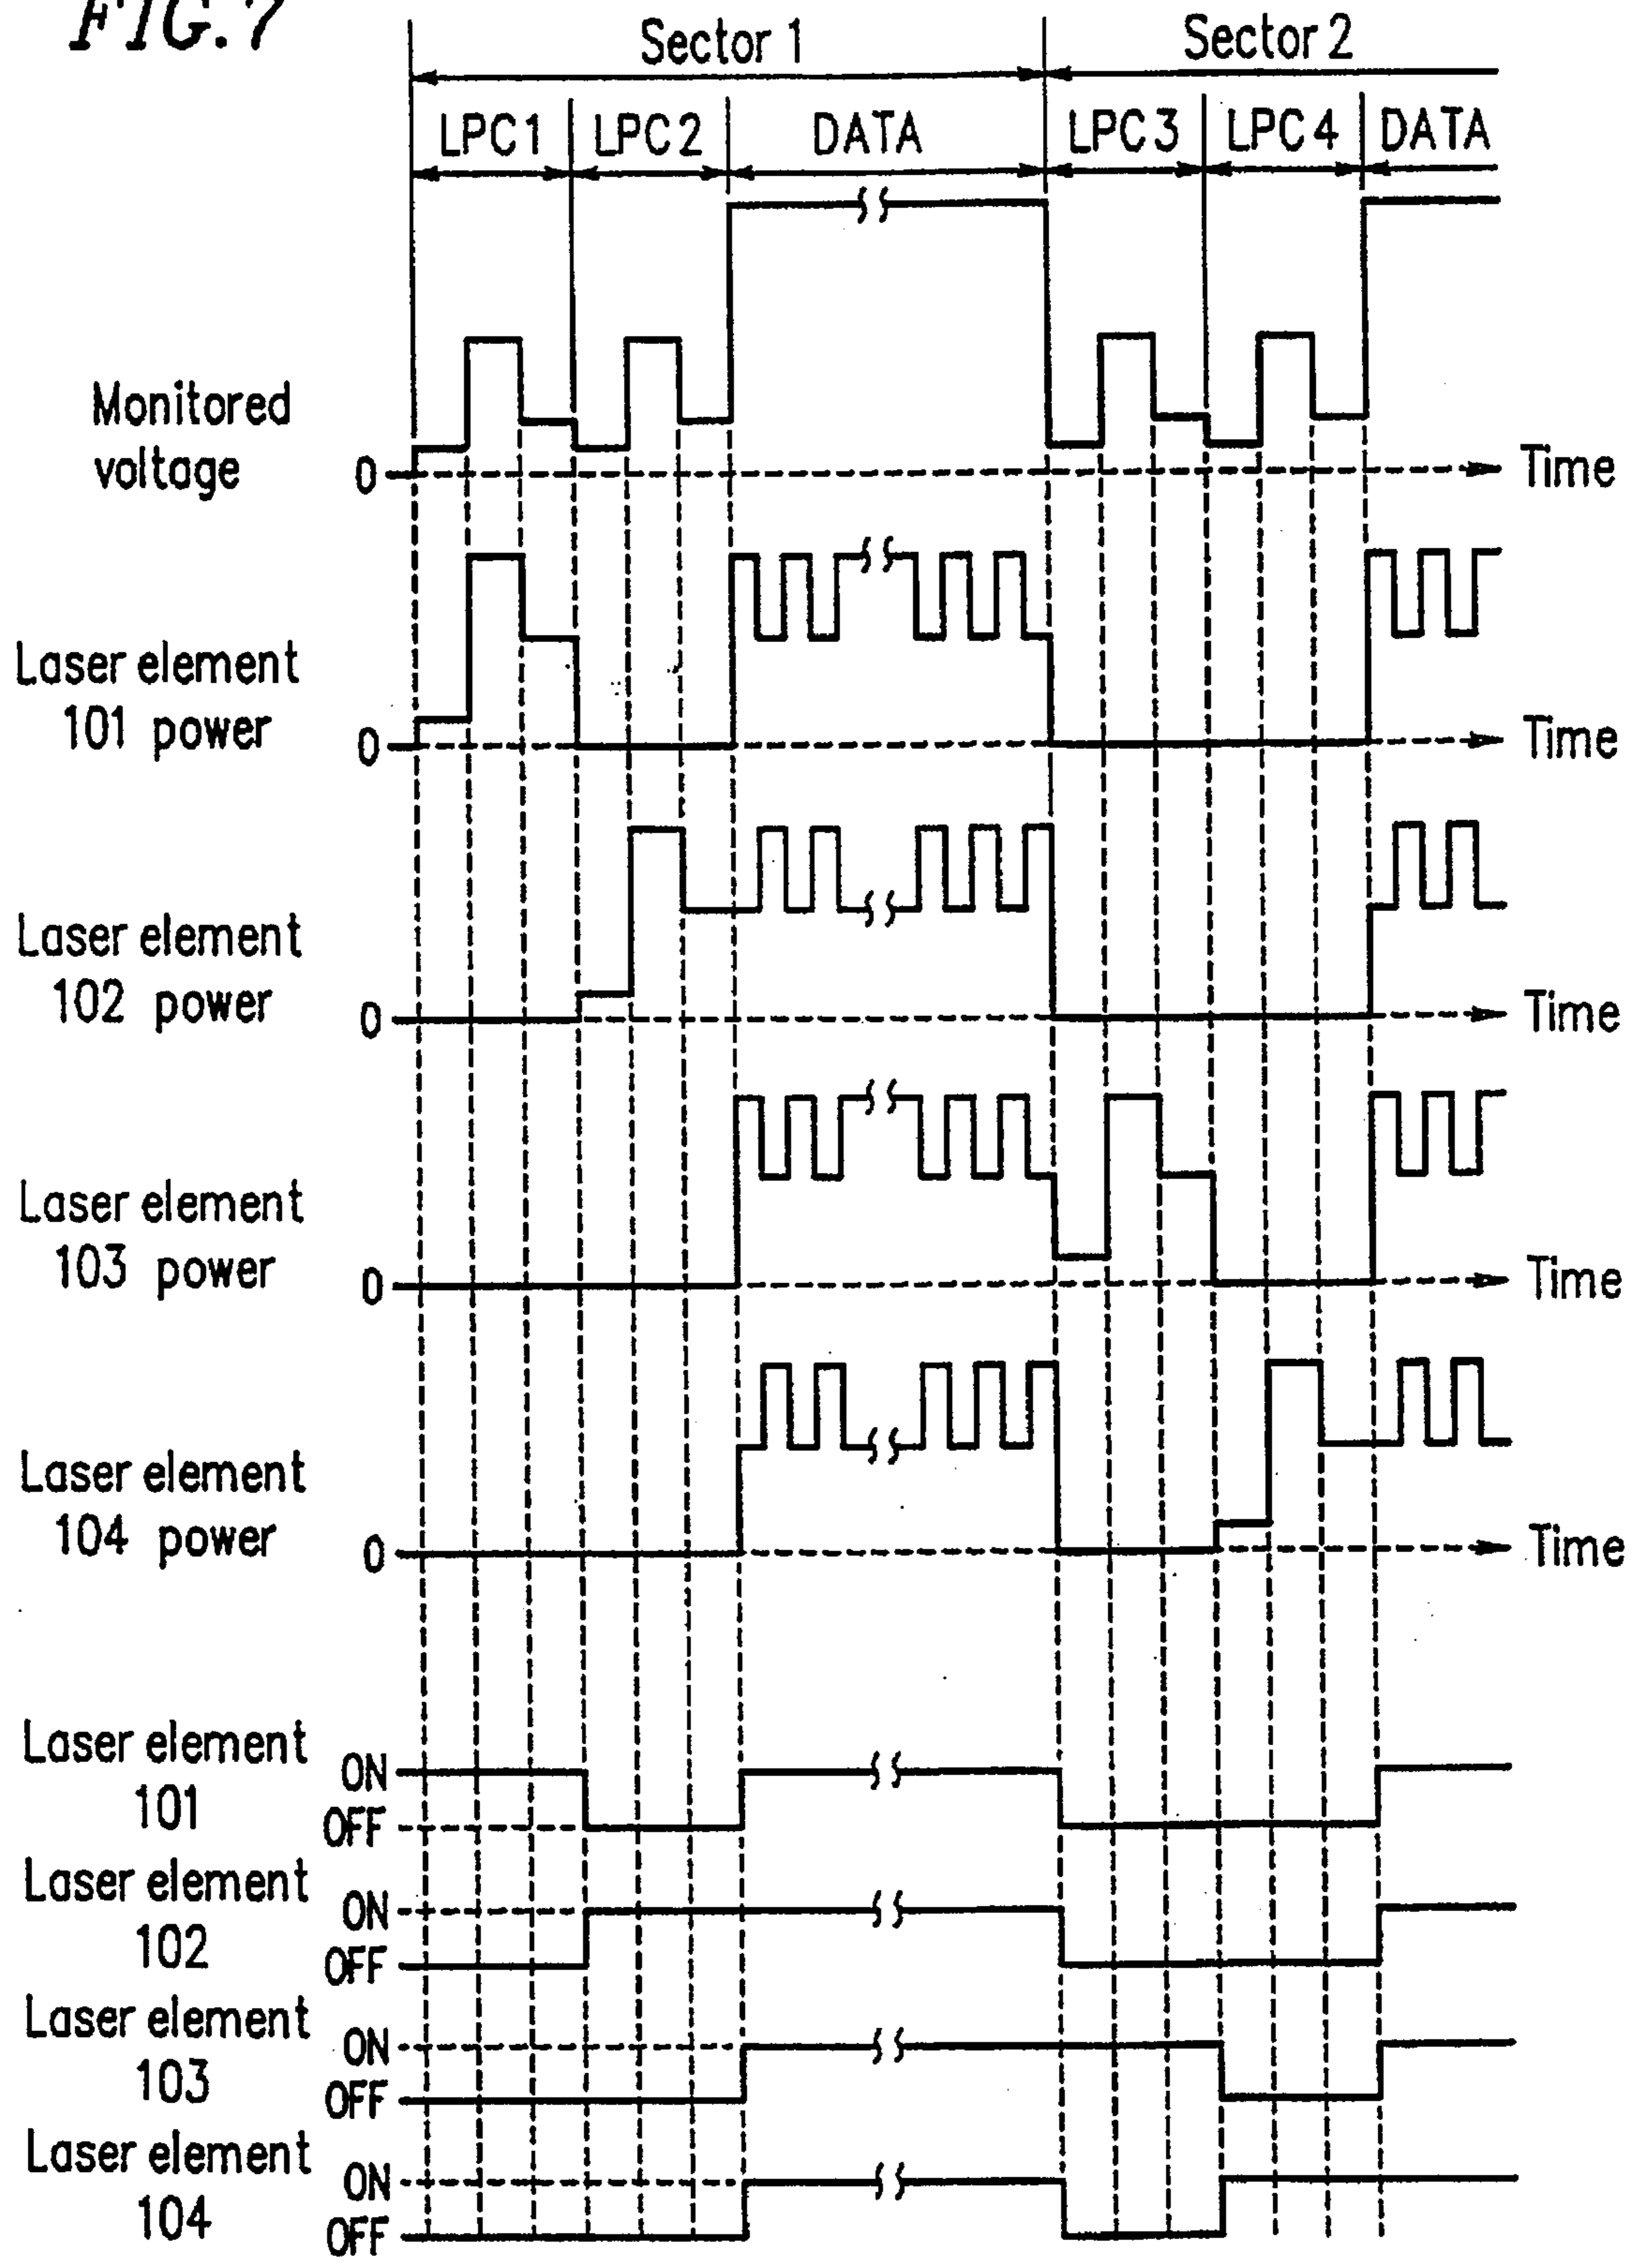 FIG. 7
Sector 1 Sector 2
LPC1 LPC2 DATA LPC3 LPC4 DATA
Monitored
voltage
0 Time
Laser element
101 power
0 Time
Laser element
102 power
0 Time
Laser element
103 power
0 Time
Laser element
104 power
0 Time
Laser element
101
ON
OFF
Laser element
102
ON
OFF
Laser element
103
ON
OFF
Laser element
104
ON
OFF